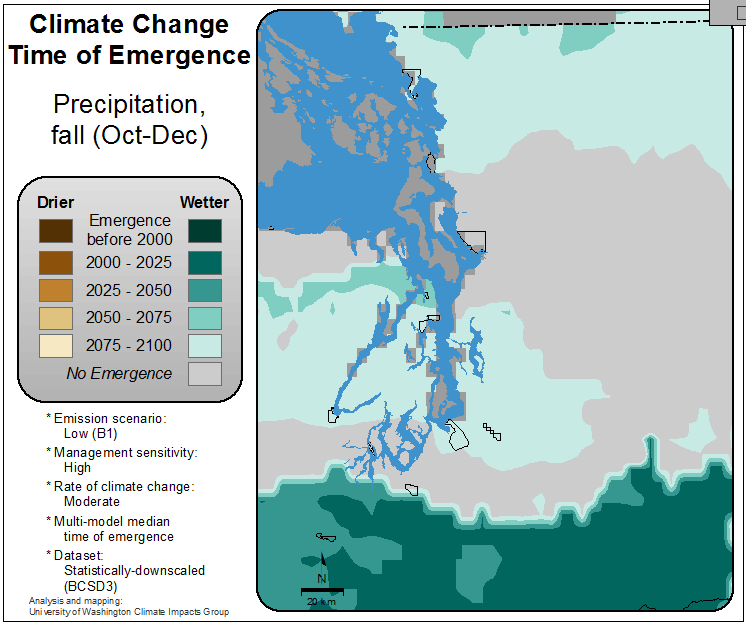 Climate Change
Time of Emergence
Precipitation,
fall (Oct-Dec)
Drier Wetter
Emergence
before 2000
2000 - 2025
2025 - 2050
2050 - 2075
2075 - 2100
No Emergence
* Emission scenario:
Low (B1)
* Management sensitivity:
High
* Rate of climate change:
Moderate
* Multi-model median
time of emergence
* Dataset:
Statistically-downscaled
(BCSD3)
Analysis and mapping:
University of Washington Climate Impacts Group
N
20 km